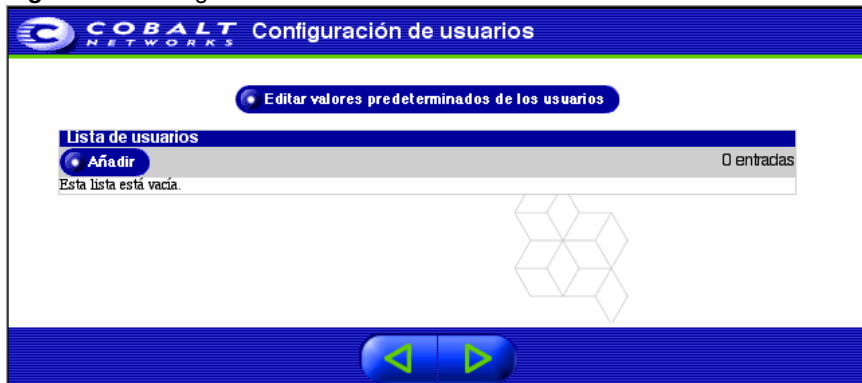 COBALT Configuración de usuarios
NETWORKS
Editar valores predeterminados de los usuarios
Lista de usuarios
Añadir 0 entradas
Esta lista está vacía.